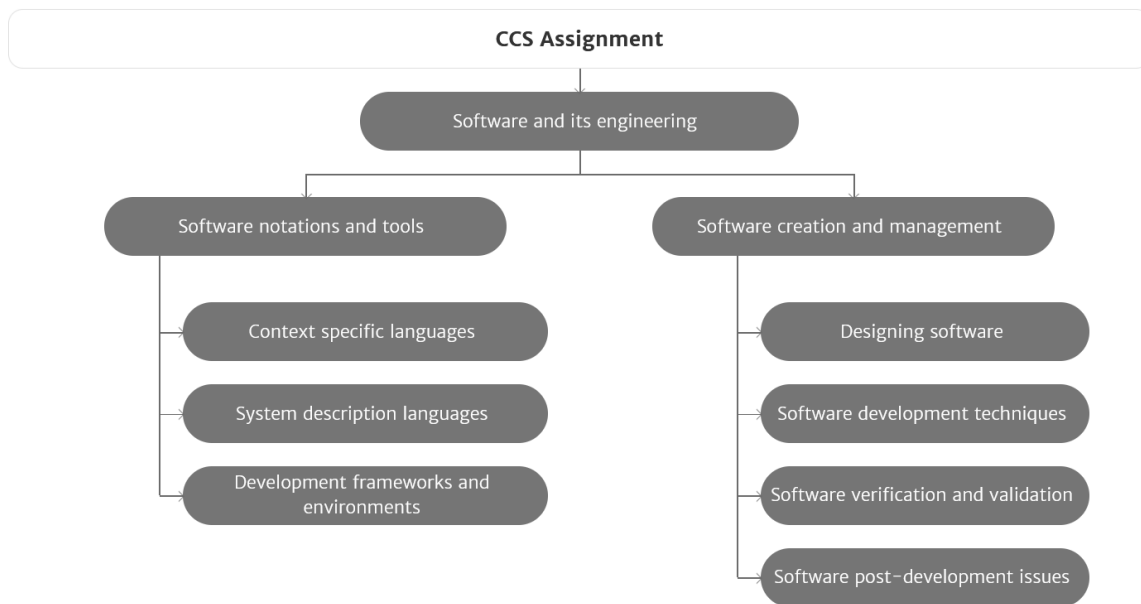 CCS Assignment
Software and its engineering
Software notations and tools
Software creation and management
Context specific languages
Designing software
System description languages
Software development techniques
Development frameworks and
environments
Software verification and validation
Software post-development issues